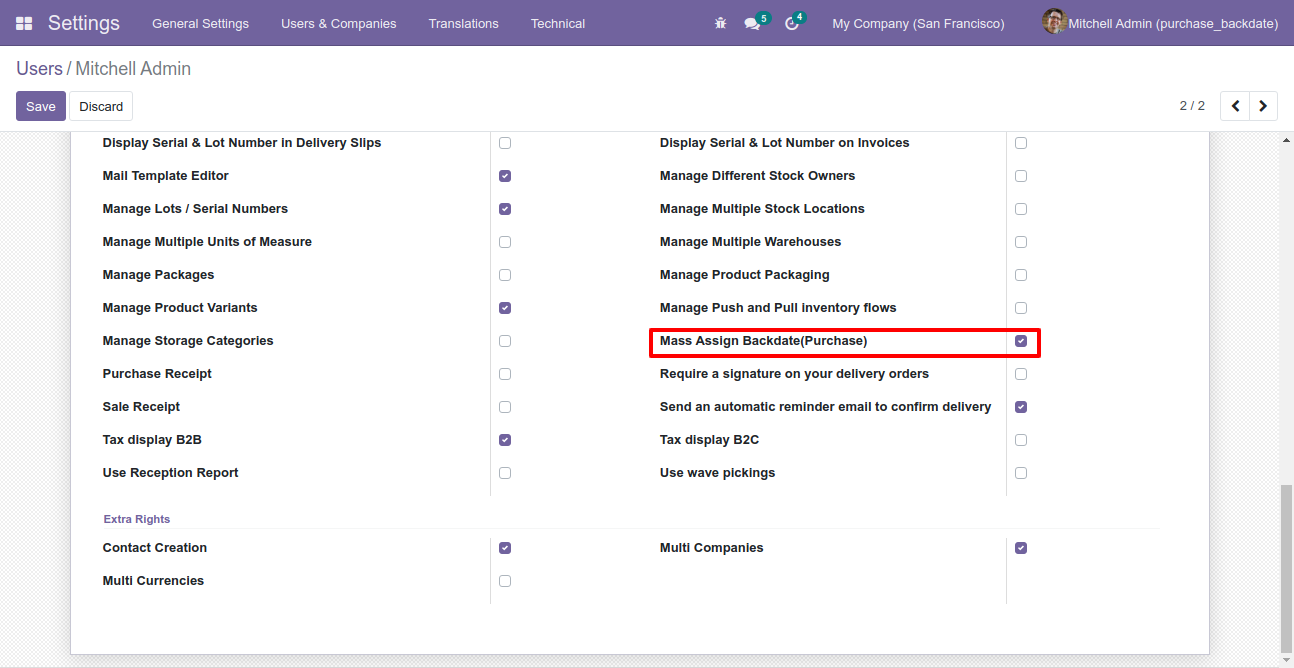 Settings General Settings Users & Companies Translations Technical 5 4 My Company (San Francisco) Mitchell Admin (purchase_backdate)
Users / Mitchell Admin
Save Discard 2 / 2
Display Serial & Lot Number in Delivery Slips Display Serial & Lot Number on Invoices
Mail Template Editor Manage Different Stock Owners
Manage Lots / Serial Numbers Manage Multiple Stock Locations
Manage Multiple Units of Measure Manage Multiple Warehouses
Manage Packages Manage Product Packaging
Manage Product Variants Manage Push and Pull inventory flows
Manage Storage Categories Mass Assign Backdate(Purchase)
Purchase Receipt Require a signature on your delivery orders
Sale Receipt Send an automatic reminder email to confirm delivery
Tax display B2B Tax display B2C
Use Reception Report Use wave pickings
Extra Rights
Contact Creation Multi Companies
Multi Currencies